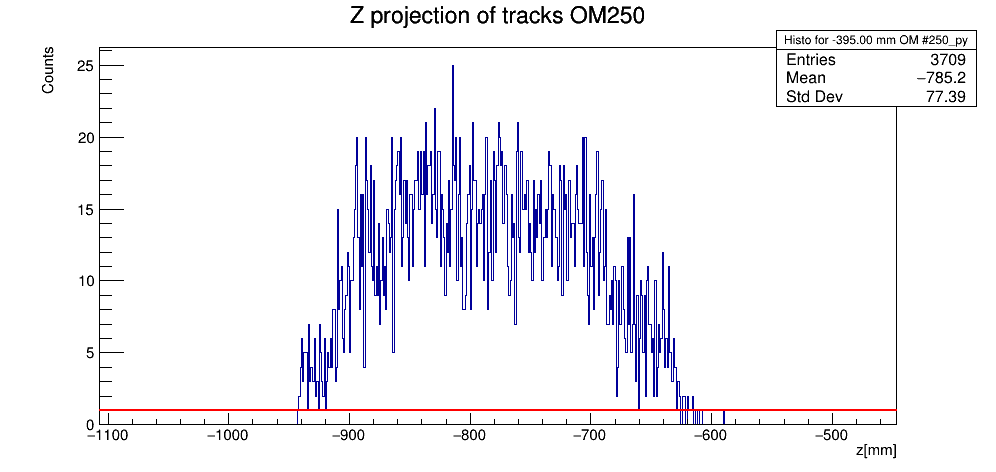 Z projection of tracks OM250
Histo for -395.00 mm OM #250_py
Entries 3709
Mean −785.2
Std Dev 77.39
Counts
25
20
15
10
5
0
−1100 −1000 −900 −800 −700 −600 −500
z[mm]